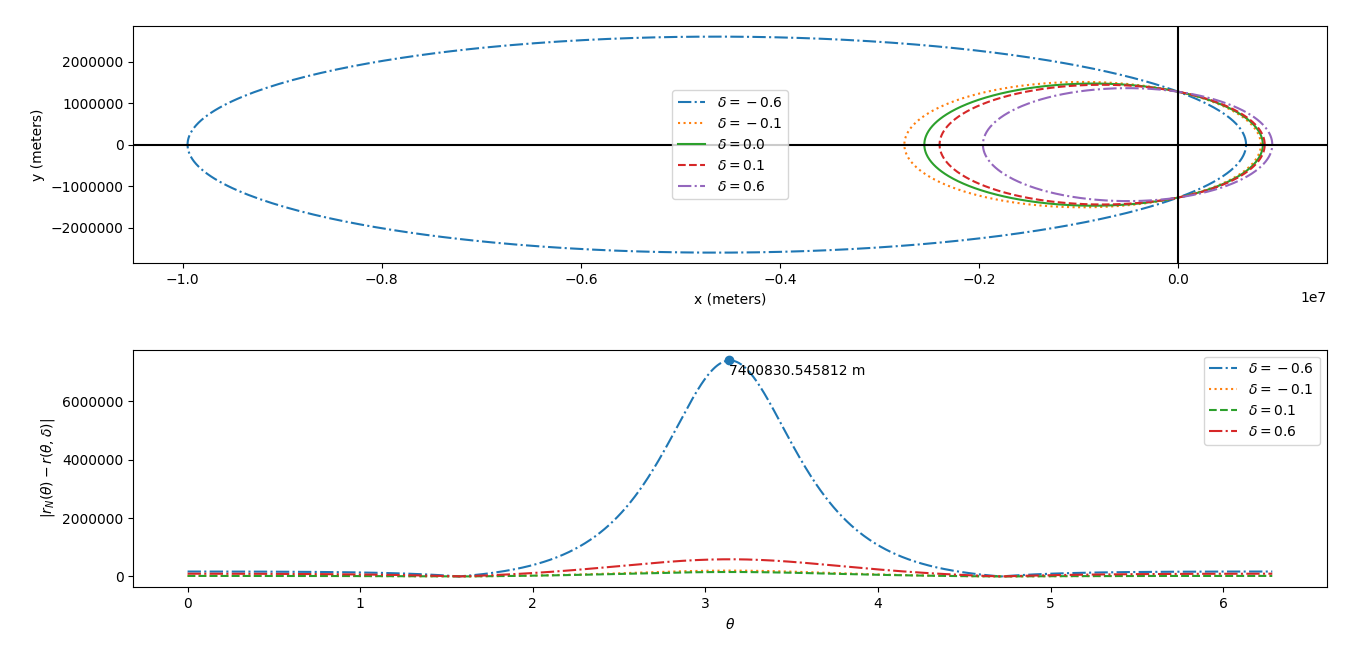 y (meters)
2000000
1000000
0
−1000000
−2000000
δ = −0.6
δ = −0.1
δ = 0.0
δ = 0.1
δ = 0.6
−1.0 −0.8 −0.6 −0.4 −0.2 0.0
x (meters)
1e7
|r_N(θ) − r(θ, δ)|
6000000
4000000
2000000
0
7400830.545812 m
δ = −0.6
δ = −0.1
δ = 0.1
δ = 0.6
0 1 2 3 4 5 6
θ